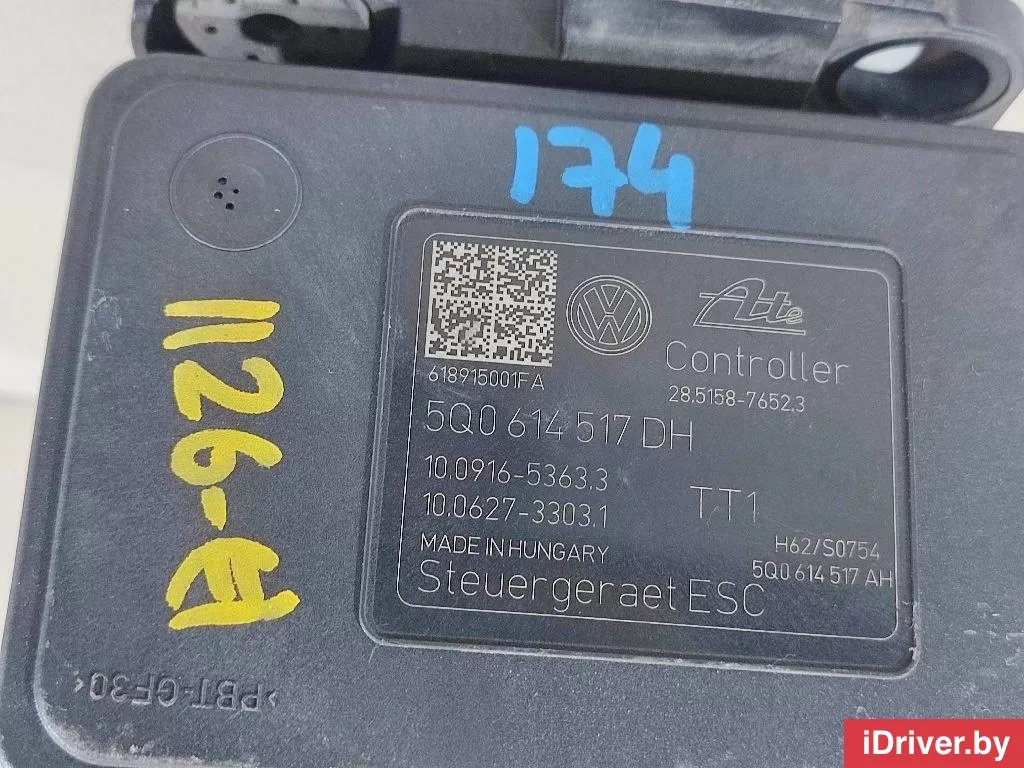 174
1126-A
VW
Ate
Controller
618915001FA
28.5158-7652.3
5Q0 614 517 DH
10.0916-5363.3
10.0627-3303.1
TT1
MADE IN HUNGARY
H62/S0754
5Q0 614 517 AH
Steuergeraet ESC
>PBT-GF30<
iDriver.by